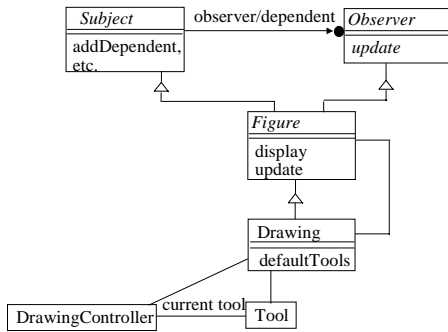 Subject
observer/dependent
Observer
addDependent,
etc.
update
Figure
display
update
Drawing
defaultTools
current tool
DrawingController
Tool